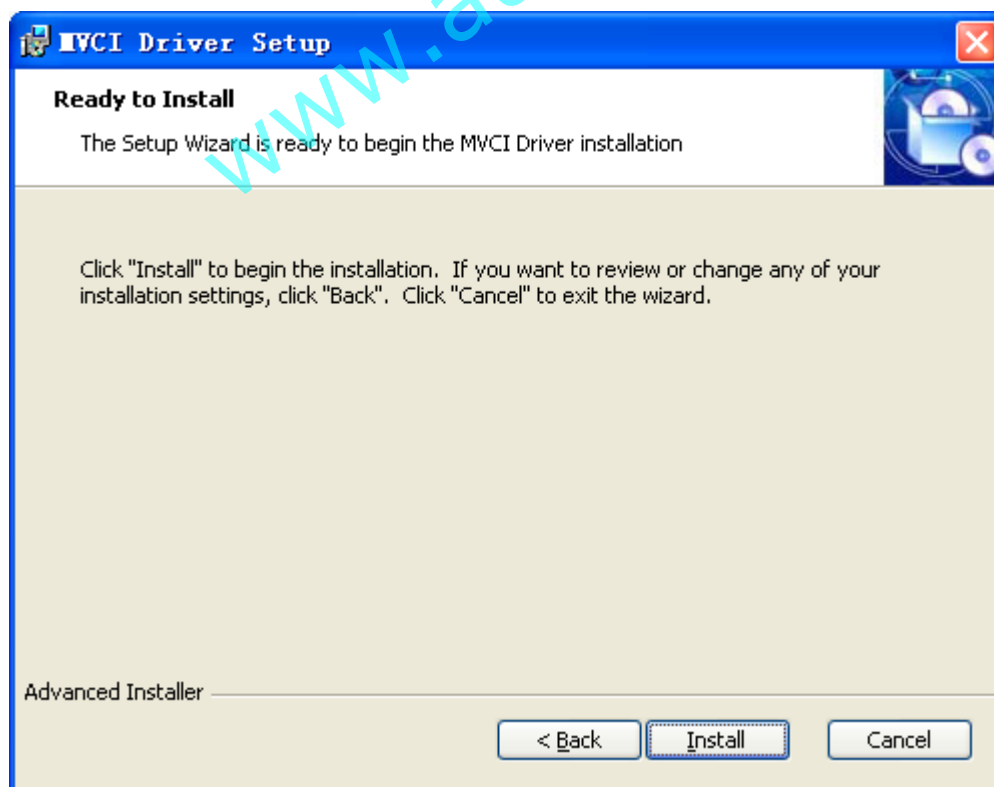 MVCI Driver Setup
Ready to Install
The Setup Wizard is ready to begin the MVCI Driver installation
Click "Install" to begin the installation. If you want to review or change any of your
installation settings, click "Back". Click "Cancel" to exit the wizard.
Advanced Installer
< Back
Install
Cancel